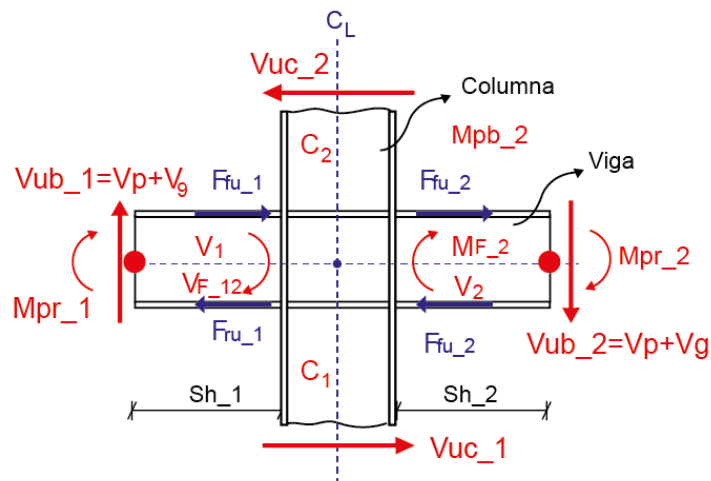 CL
Vuc_2
Columna
C2
Mpb_2
Viga
Vub_1=Vp+V9
Ffu_1
Ffu_2
V1
MF_2
Mpr_2
VF_12
V2
Mpr_1
Fru_1
Ffu_2
Vub_2=Vp+Vg
C1
Sh_1
Sh_2
Vuc_1